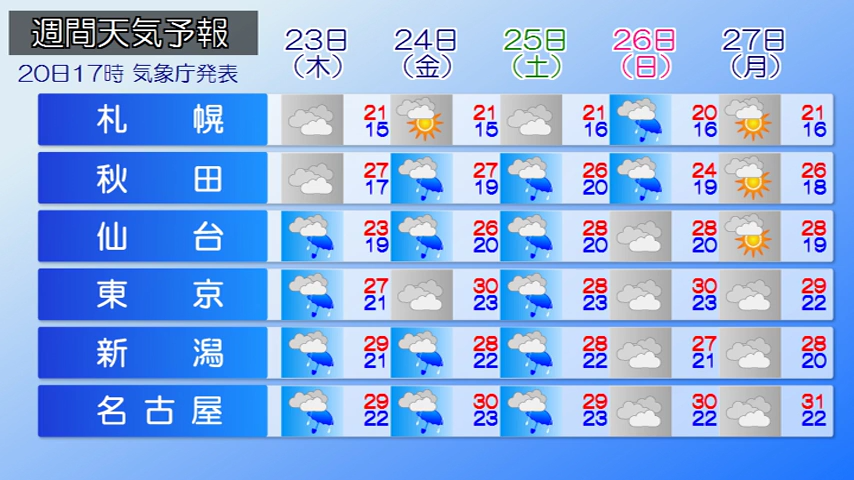 週間天気予報
20日17時 気象庁発表
23日 24日 25日 26日 27日
（木） （金） （土） （日） （月）
札幌 21 15 21 15 21 16 20 16 21 16
秋田 27 17 27 19 26 20 24 19 26 18
仙台 23 19 26 20 28 20 28 20 28 19
東京 27 21 30 23 28 23 30 23 29 22
新潟 29 21 28 22 28 22 27 21 28 20
名古屋 29 22 30 23 29 23 30 22 31 22